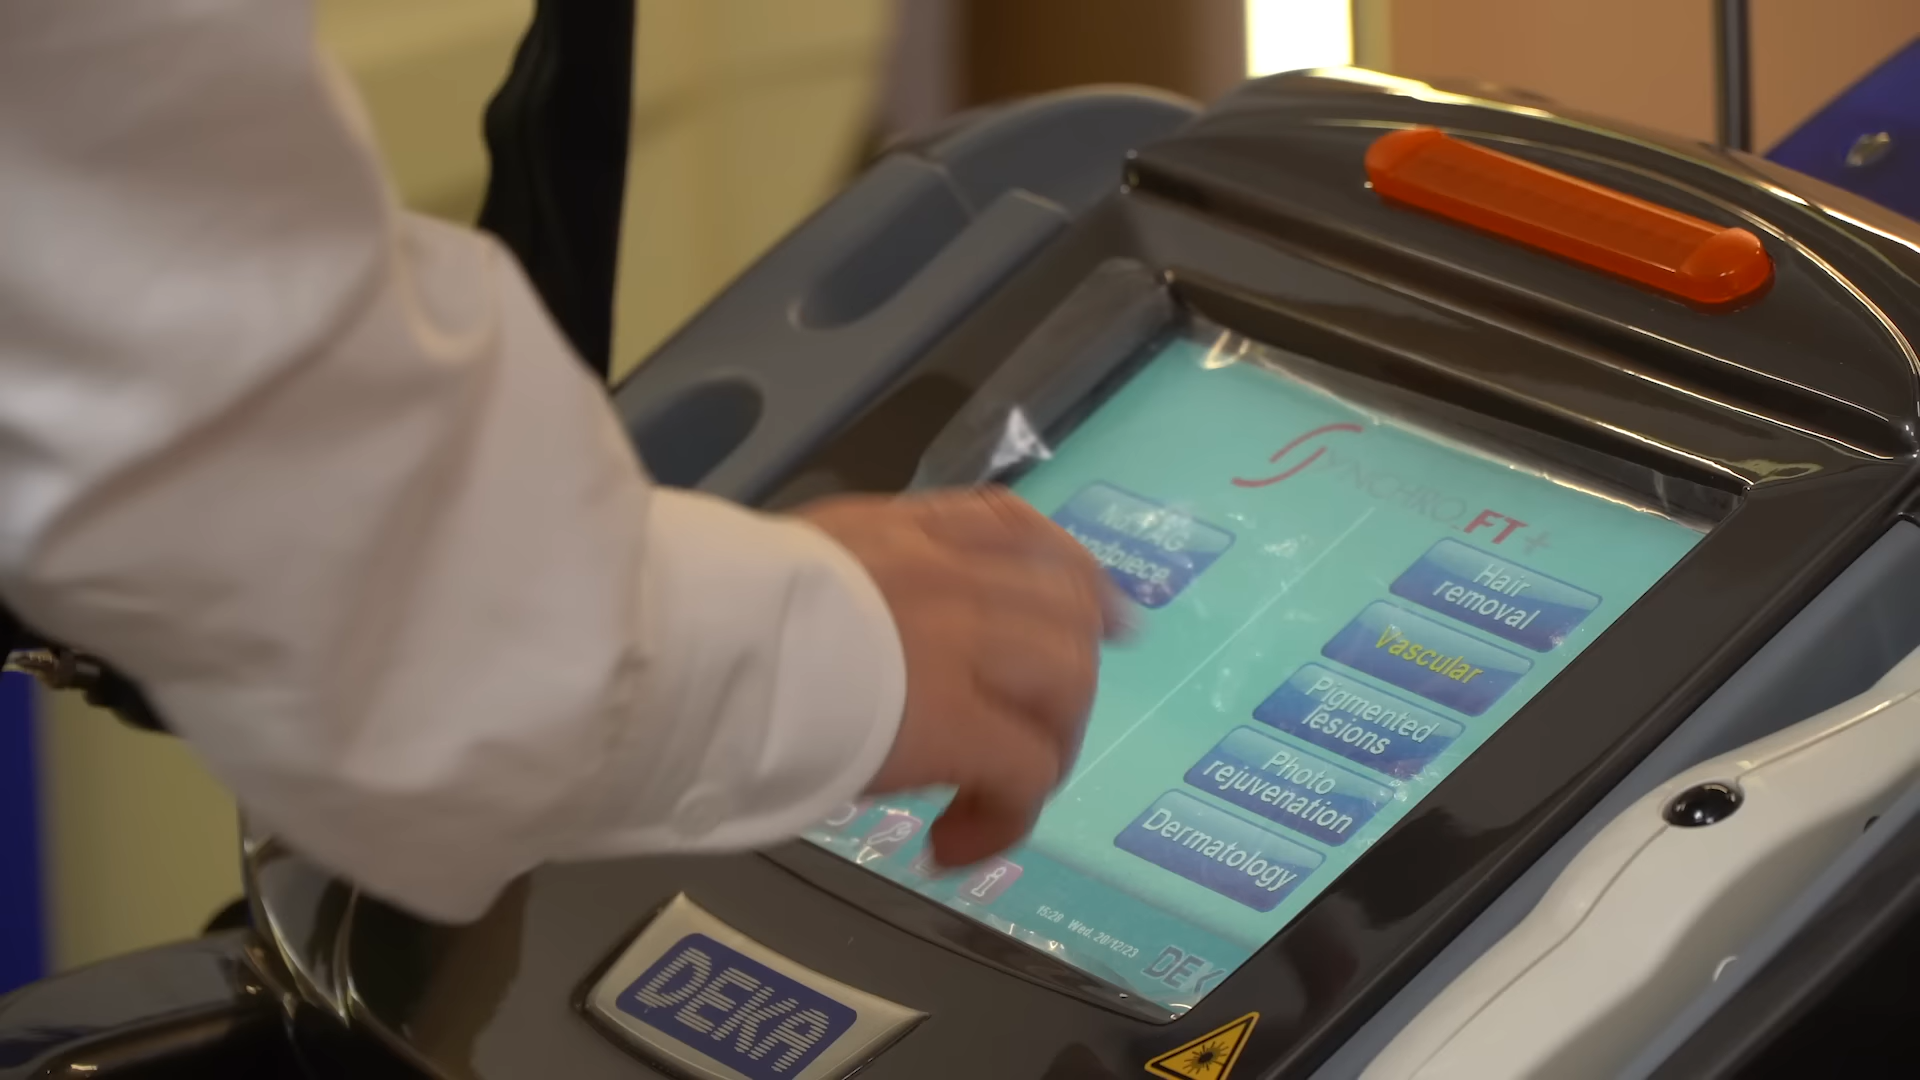 SYNCHRO FT+
Nd:YAG
handpiece
Hair
removal
Vascular
Pigmented
lesions
Photo
rejuvenation
Dermatology
15:28 Wed. 20/12/23
DEK
DEKA